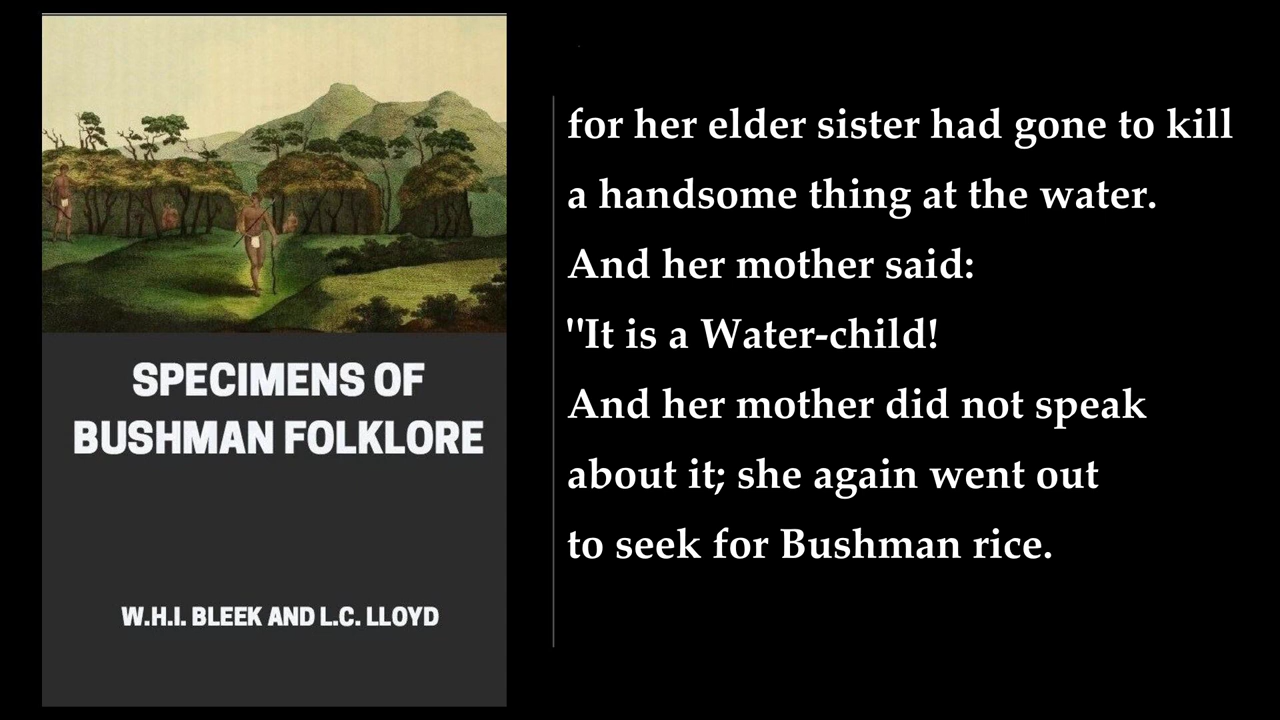 SPECIMENS OF
BUSHMAN FOLKLORE
W.H.I. BLEEK AND L.C. LLOYD
for her elder sister had gone to kill
a handsome thing at the water.
And her mother said:
"It is a Water-child!
And her mother did not speak
about it; she again went out
to seek for Bushman rice.